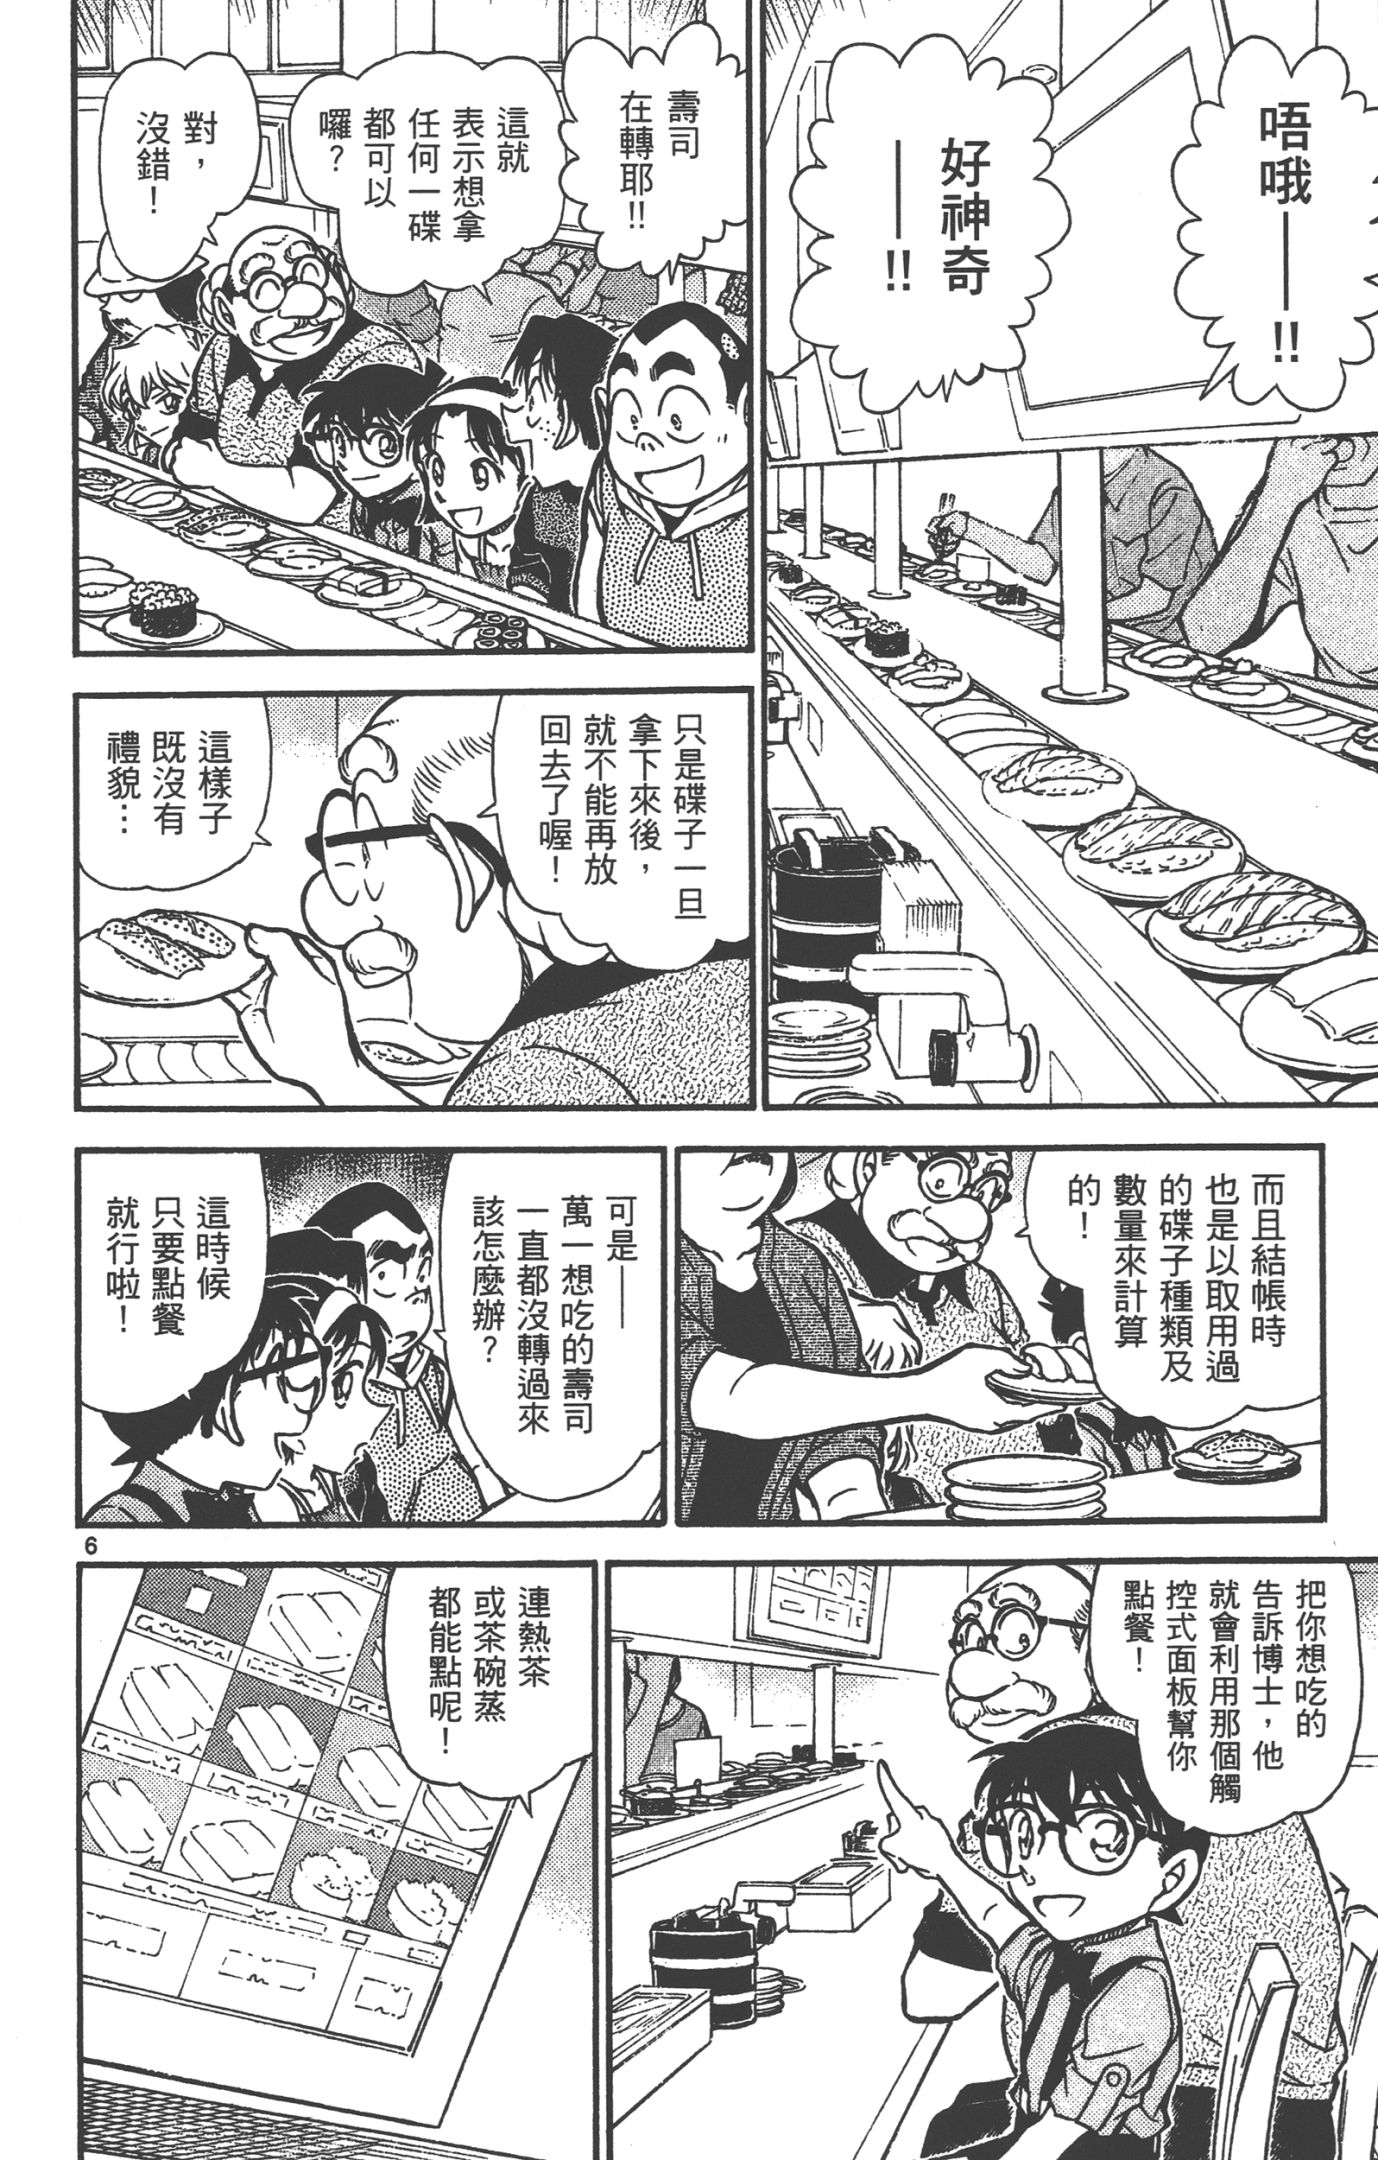 唔哦——!!
好神奇
——!!
壽司
在轉耶!!
這就
表示想拿
任何一碟
都可以
囉？
對，
沒錯！
只是碟子一旦
拿下來後，
就不能再放
回去了喔！
這樣子
既沒有
禮貌…
而且結帳時
也是以取用過
的碟子種類及
數量來計算
的！
可是——
萬一想吃的壽司
一直都沒轉過來
該怎麼辦？
這時候
只要點餐
就行啦！
6
把你想吃的
告訴博士，他
就會利用那個觸
控式面板幫你
點餐！
連熱茶
或茶碗蒸
都能點呢！